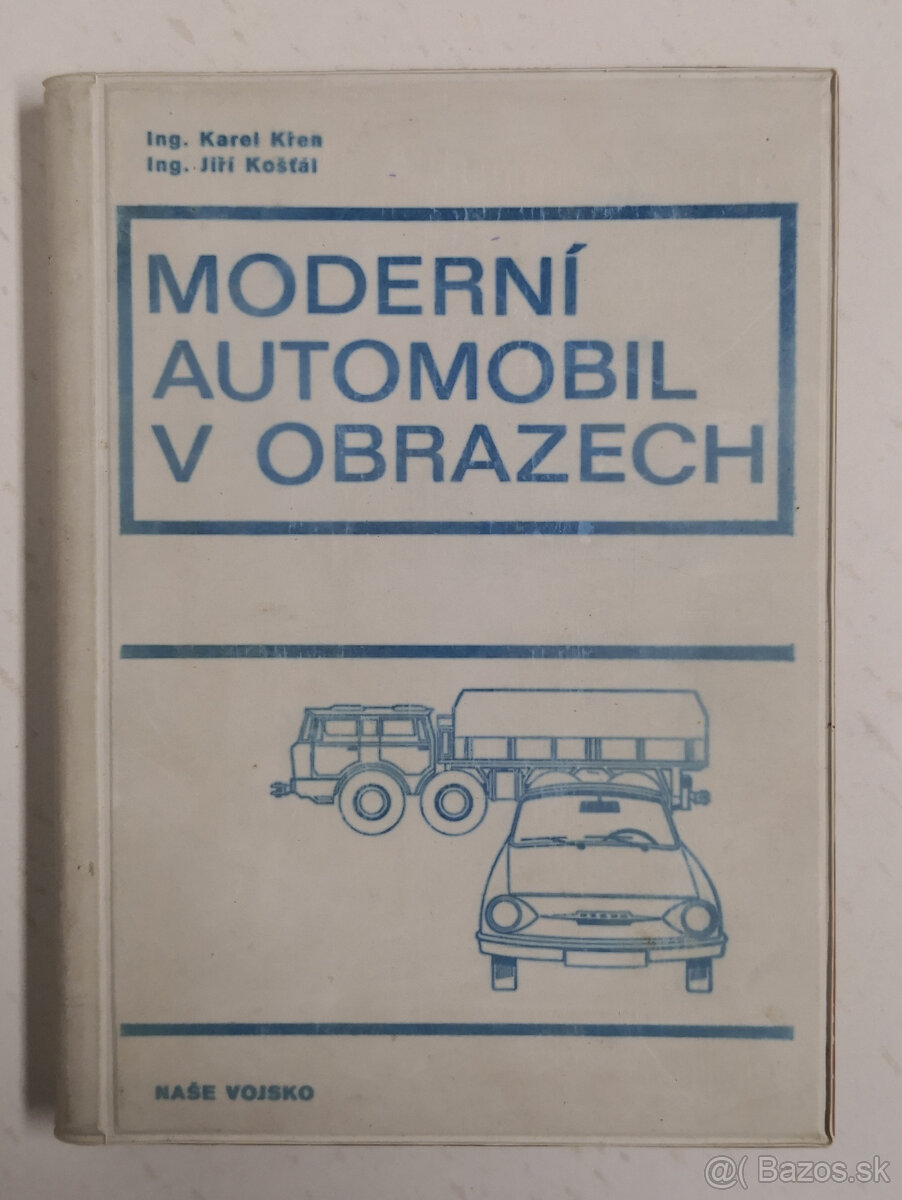 Ing. Karel Křen
Ing. Jiří Košťál
MODERNÍ
AUTOMOBIL
V OBRAZECH
NAŠE VOJSKO
@( Bazos.sk